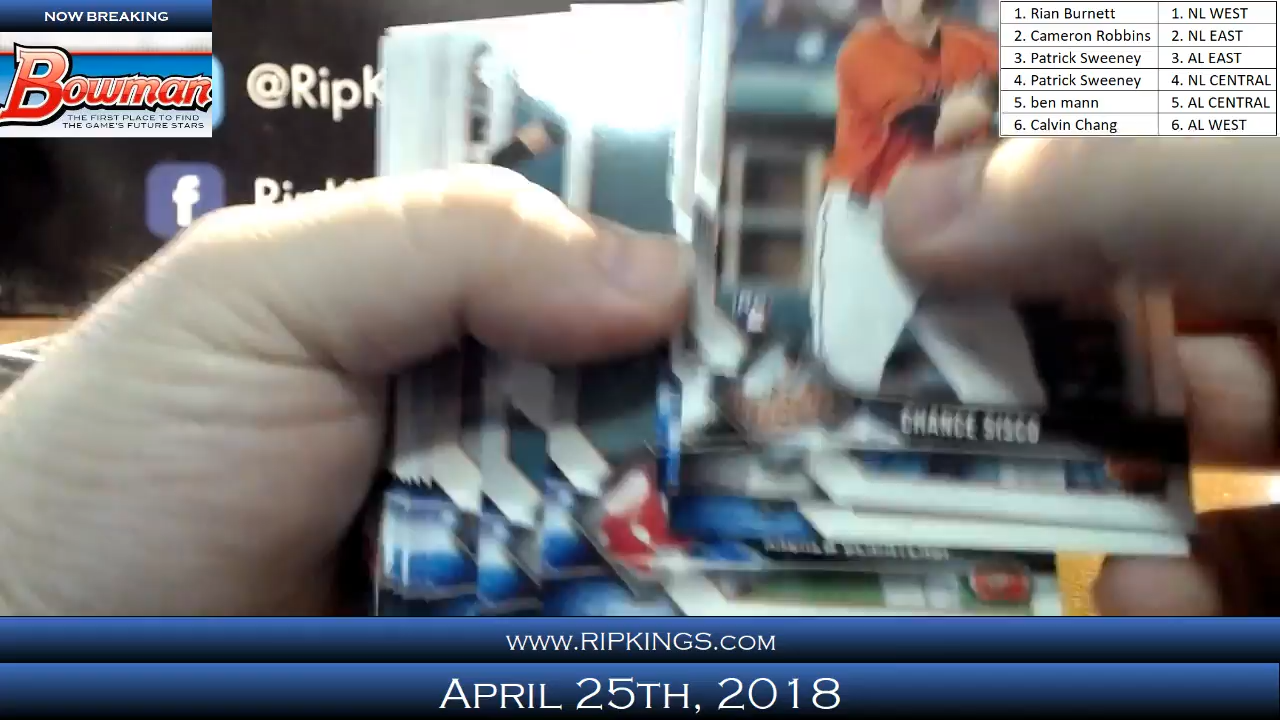 NOW BREAKING
Bowman
THE FIRST PLACE TO FIND
THE GAME'S FUTURE STARS
@RipK
f
1. Rian Burnett 1. NL WEST
2. Cameron Robbins 2. NL EAST
3. Patrick Sweeney 3. AL EAST
4. Patrick Sweeney 4. NL CENTRAL
5. ben mann 5. AL CENTRAL
6. Calvin Chang 6. AL WEST
CHANCE SISCO
WWW.RIPKINGS.COM
APRIL 25TH, 2018